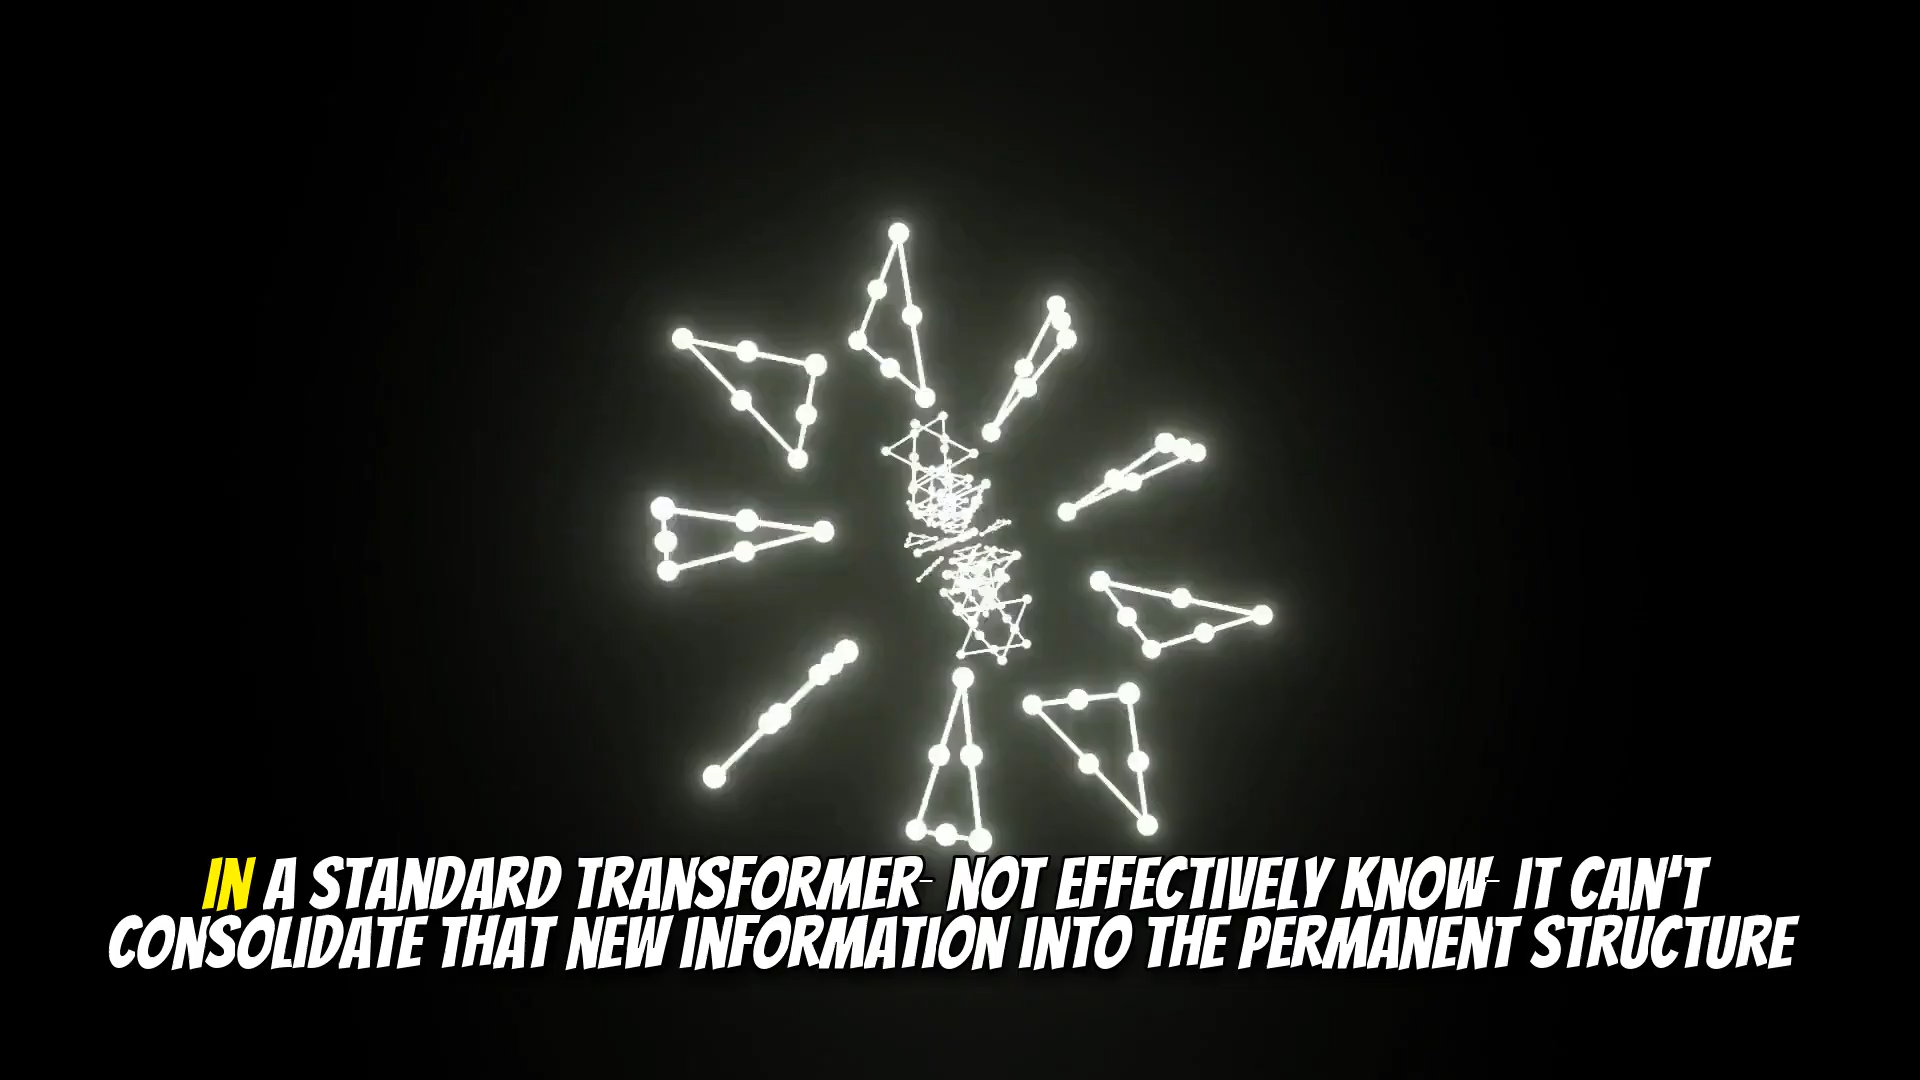 IN A STANDARD TRANSFORMER- NOT EFFECTIVELY KNOW- IT CAN'T
CONSOLIDATE THAT NEW INFORMATION INTO THE PERMANENT STRUCTURE